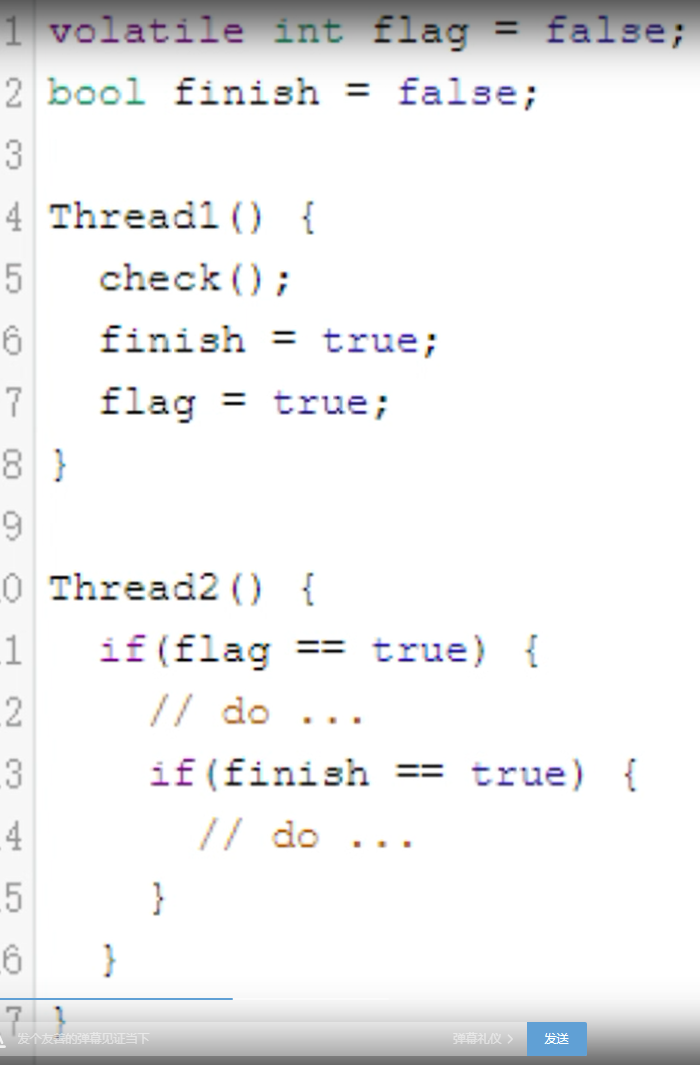 1 volatile int flag = false;
2 bool finish = false;
3
4 Thread1() {
5   check();
6   finish = true;
7   flag = true;
8 }
9
0 Thread2() {
1   if(flag == true) {
2     // do ...
3     if(finish == true) {
4       // do ...
5     }
6   }
7 }
发个友善的弹幕见证当下 弹幕礼仪 > 发送